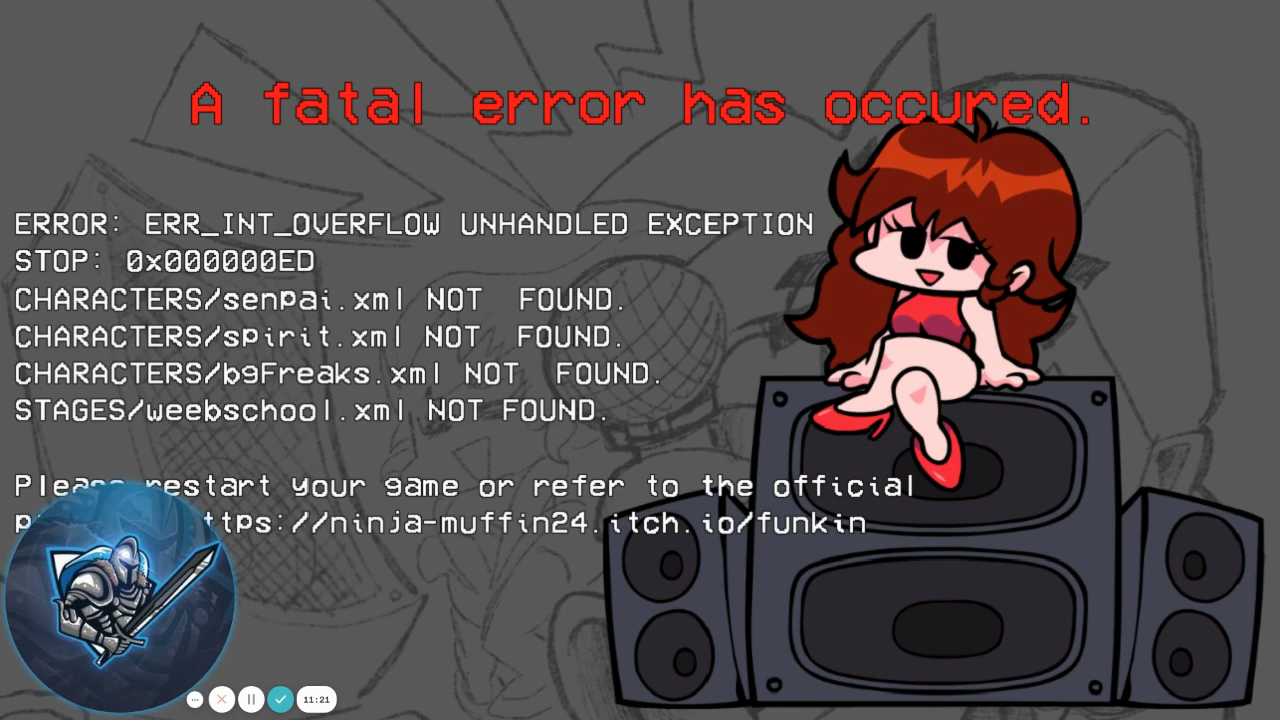 A fatal error has occured.
ERROR: ERR_INT_OVERFLOW UNHANDLED EXCEPTION
STOP: 0x000000ED
CHARACTERS/senpai.xml NOT FOUND.
CHARACTERS/spirit.xml NOT FOUND.
CHARACTERS/bgFreaks.xml NOT FOUND.
STAGES/weebschool.xml NOT FOUND.
Please restart your game or refer to the official
ttps://ninja-muffin24.itch.io/funkin
11:21